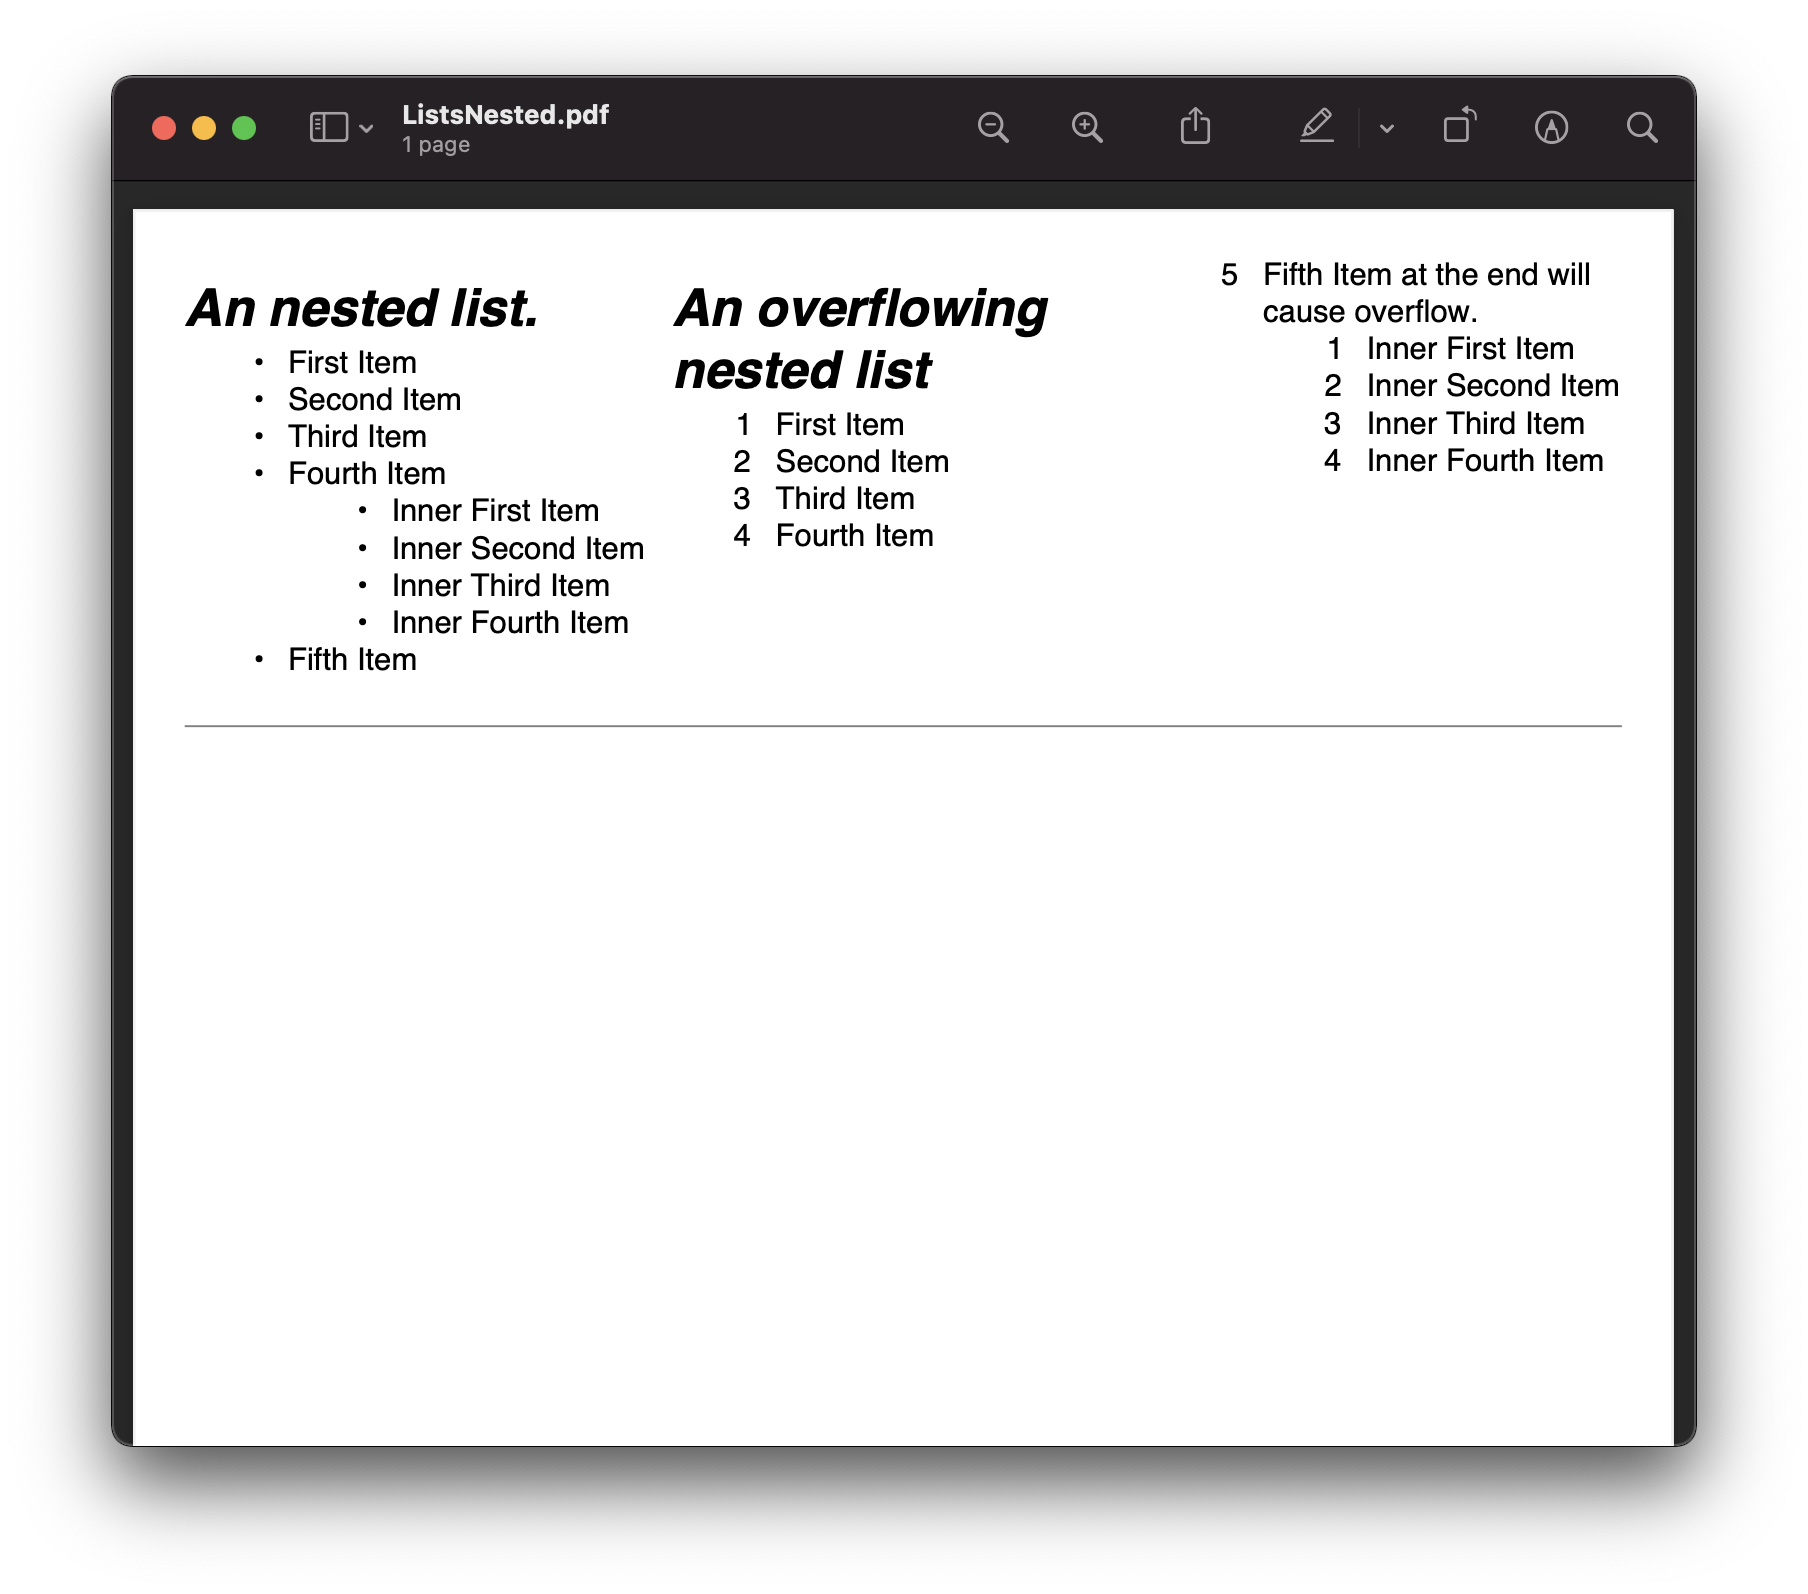 ListsNested.pdf
1 page
An nested list.
• First Item
• Second Item
• Third Item
• Fourth Item
• Inner First Item
• Inner Second Item
• Inner Third Item
• Inner Fourth Item
• Fifth Item
An overflowing
nested list
1 First Item
2 Second Item
3 Third Item
4 Fourth Item
5 Fifth Item at the end will
cause overflow.
1 Inner First Item
2 Inner Second Item
3 Inner Third Item
4 Inner Fourth Item